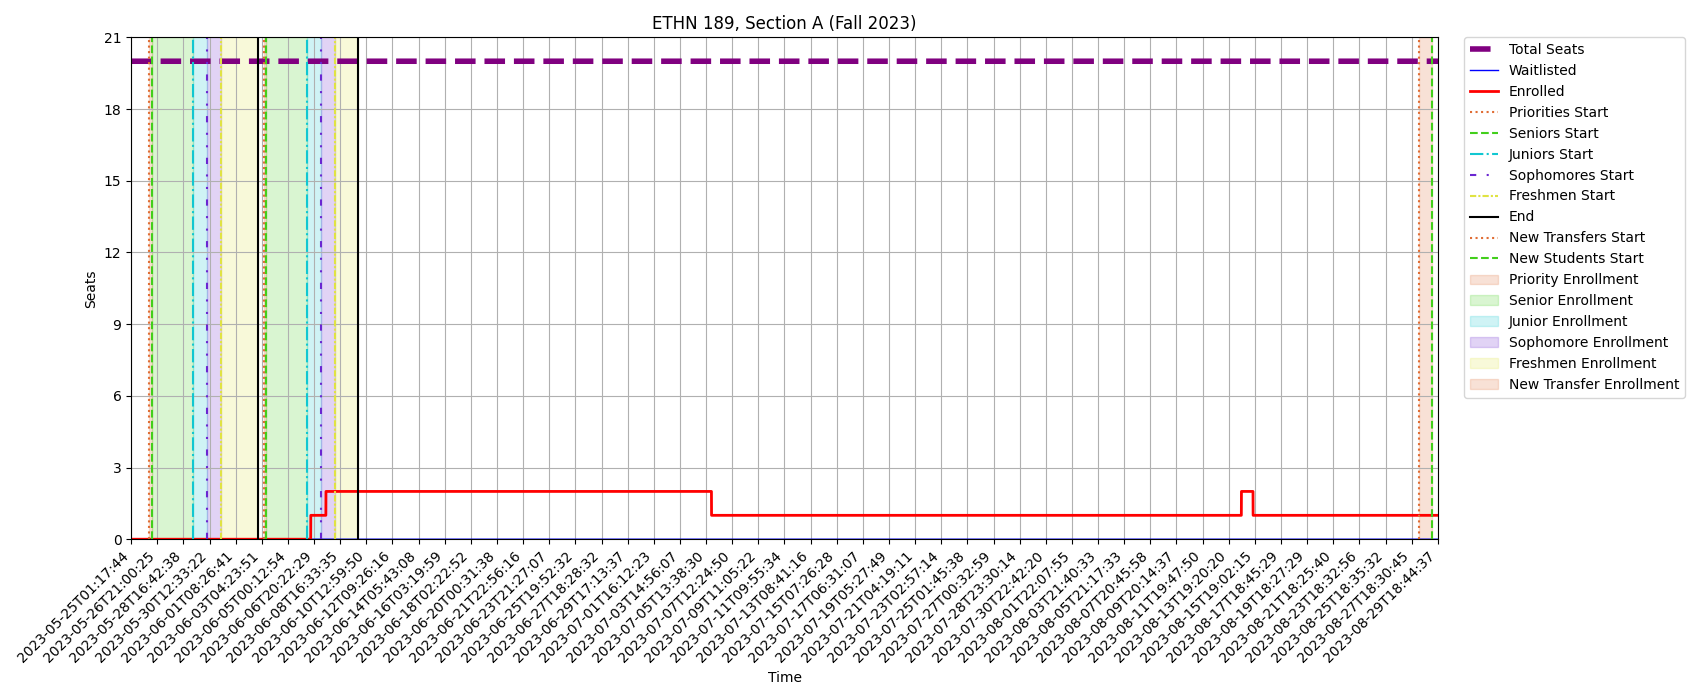 ETHN 189, Section A (Fall 2023)
21
18
15
12
9
6
3
0
Seats
2023-05-25T01:17:44
2023-05-26T21:00:25
2023-05-28T16:42:38
2023-05-30T12:33:22
2023-06-01T08:26:41
2023-06-03T04:23:51
2023-06-05T00:12:54
2023-06-06T20:22:29
2023-06-08T16:33:35
2023-06-10T12:59:50
2023-06-12T09:26:16
2023-06-14T05:43:08
2023-06-16T03:19:59
2023-06-18T02:22:52
2023-06-20T00:31:38
2023-06-21T22:56:16
2023-06-23T21:27:07
2023-06-25T19:52:32
2023-06-27T18:28:32
2023-06-29T17:13:37
2023-07-01T16:12:23
2023-07-03T14:56:07
2023-07-05T13:38:30
2023-07-07T12:24:50
2023-07-09T11:05:22
2023-07-11T09:55:34
2023-07-13T08:41:16
2023-07-15T07:26:28
2023-07-17T06:31:07
2023-07-19T05:27:49
2023-07-21T04:19:11
2023-07-23T02:57:14
2023-07-25T01:45:38
2023-07-27T00:32:59
2023-07-28T23:30:14
2023-07-30T22:42:20
2023-08-01T22:07:55
2023-08-03T21:40:33
2023-08-05T21:17:33
2023-08-07T20:45:58
2023-08-09T20:14:37
2023-08-11T19:47:50
2023-08-13T19:20:20
2023-08-15T19:02:15
2023-08-17T18:45:29
2023-08-19T18:27:29
2023-08-21T18:25:40
2023-08-23T18:32:56
2023-08-25T18:35:32
2023-08-27T18:30:45
2023-08-29T18:44:37
Time
Total Seats
Waitlisted
Enrolled
Priorities Start
Seniors Start
Juniors Start
Sophomores Start
Freshmen Start
End
New Transfers Start
New Students Start
Priority Enrollment
Senior Enrollment
Junior Enrollment
Sophomore Enrollment
Freshmen Enrollment
New Transfer Enrollment